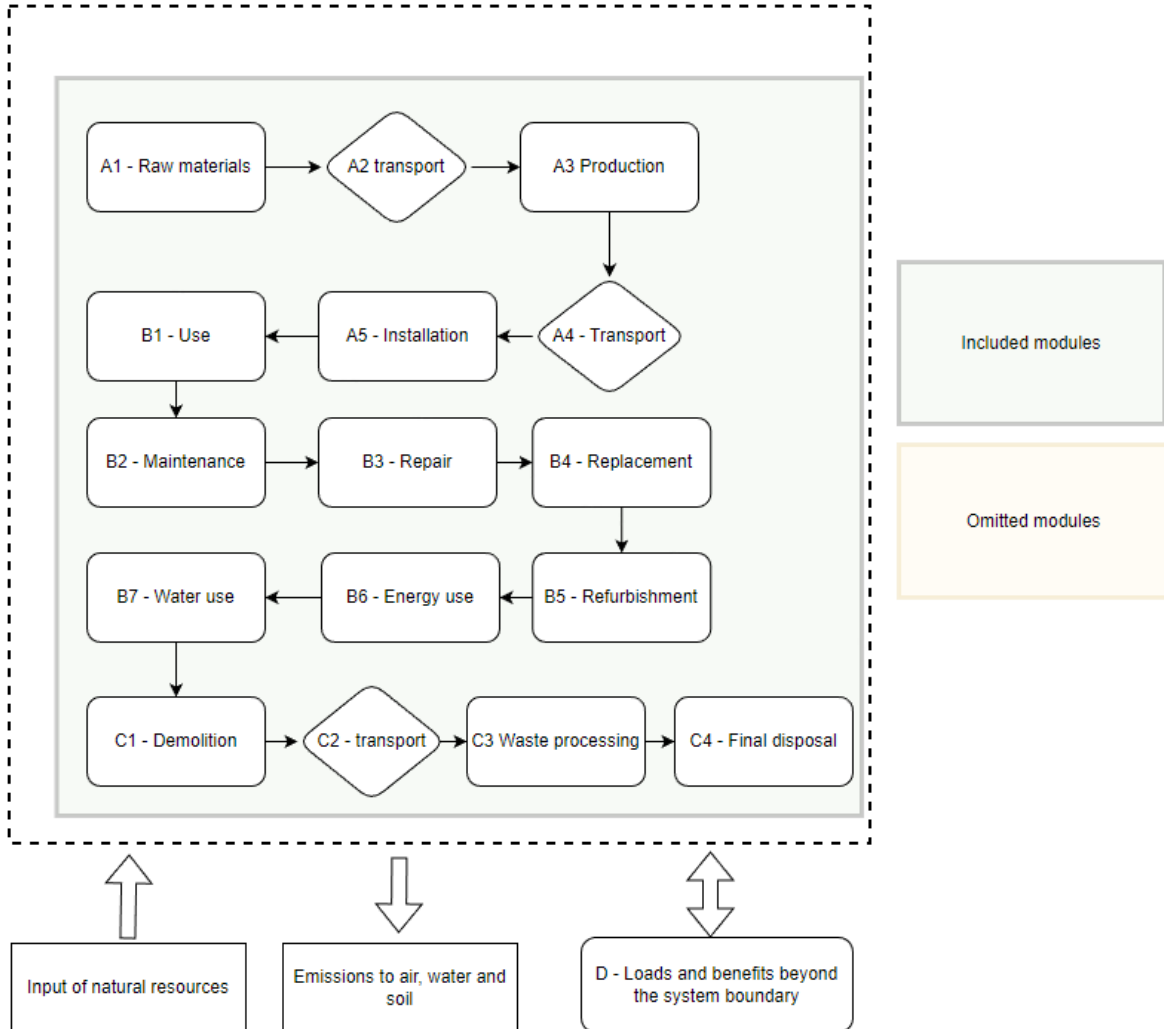 A1 - Raw materials
A2 transport
A3 Production
B1 - Use
A5 - Installation
A4 - Transport
Included modules
B2 - Maintenance
B3 - Repair
B4 - Replacement
Omitted modules
B7 - Water use
B6 - Energy use
B5 - Refurbishment
C1 - Demolition
C2 - transport
C3 Waste processing
C4 - Final disposal
Input of natural resources
Emissions to air, water and
soil
D - Loads and benefits beyond
the system boundary